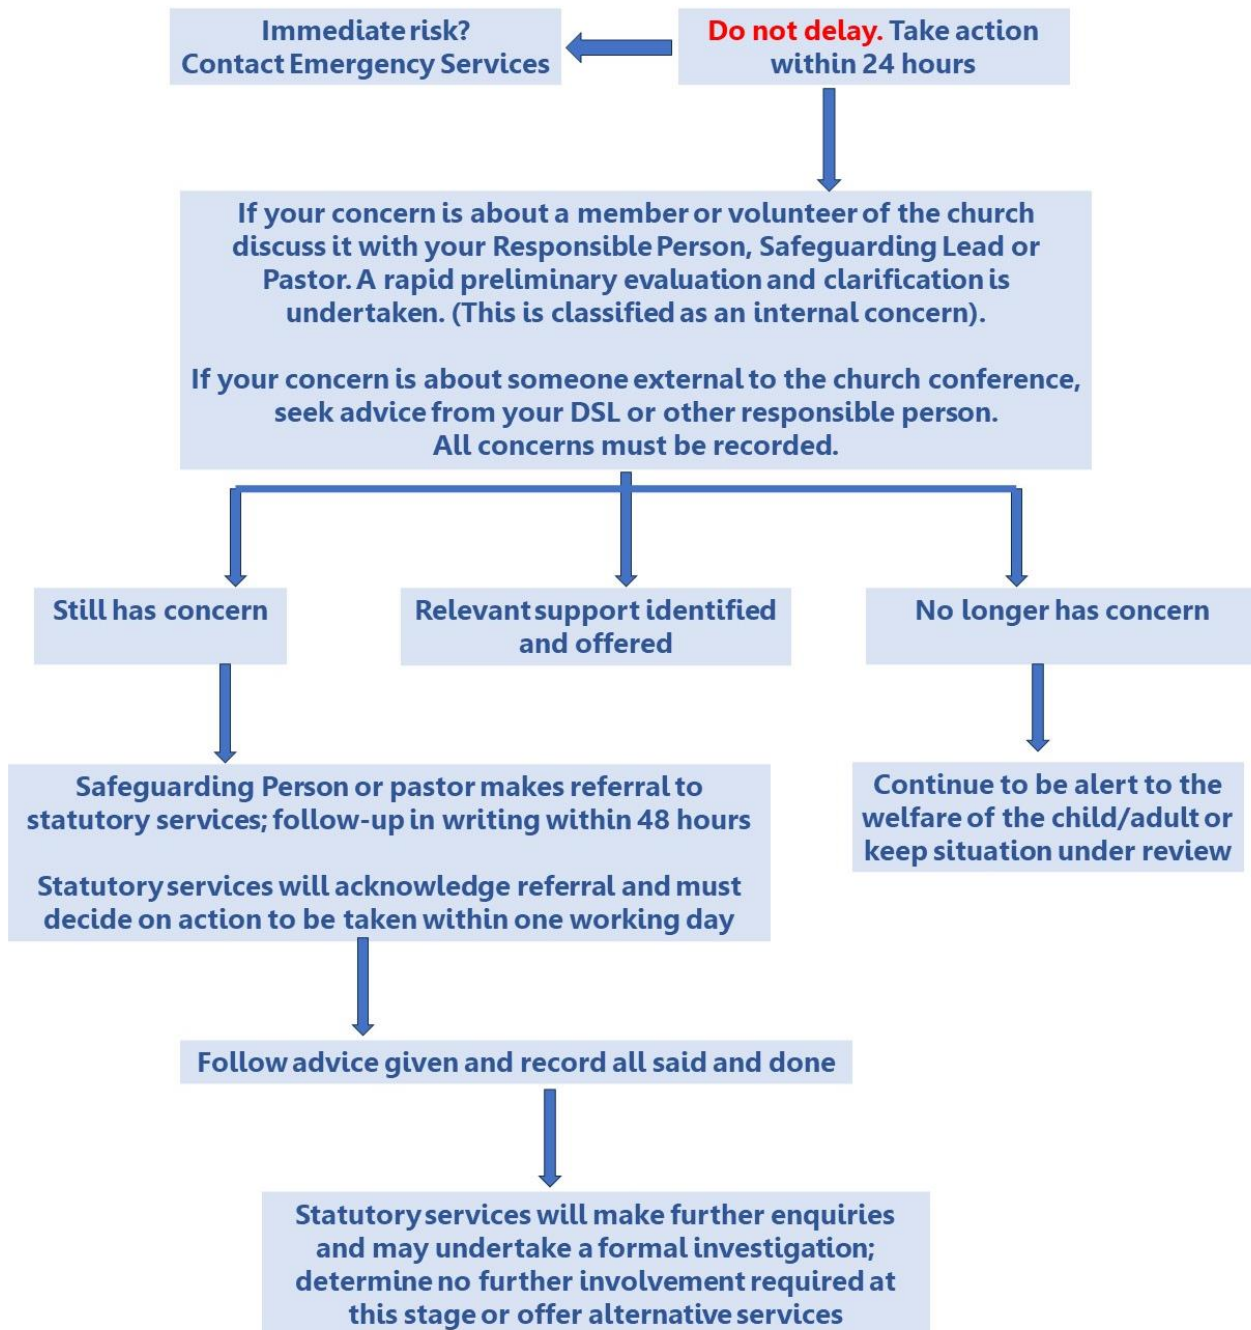 Immediate risk?
Contact Emergency Services
Do not delay. Take action
within 24 hours
If your concern is about a member or volunteer of the church
discuss it with your Responsible Person, Safeguarding Lead or
Pastor. A rapid preliminary evaluation and clarification is
undertaken. (This is classified as an internal concern).
If your concern is about someone external to the church conference,
seek advice from your DSL or other responsible person.
All concerns must be recorded.
Still has concern
Relevant support identified
and offered
No longer has concern
Safeguarding Person or pastor makes referral to
statutory services; follow-up in writing within 48 hours
Statutory services will acknowledge referral and must
decide on action to be taken within one working day
Continue to be alert to the
welfare of the child/adult or
keep situation under review
Follow advice given and record all said and done
Statutory services will make further enquiries
and may undertake a formal investigation;
determine no further involvement required at
this stage or offer alternative services